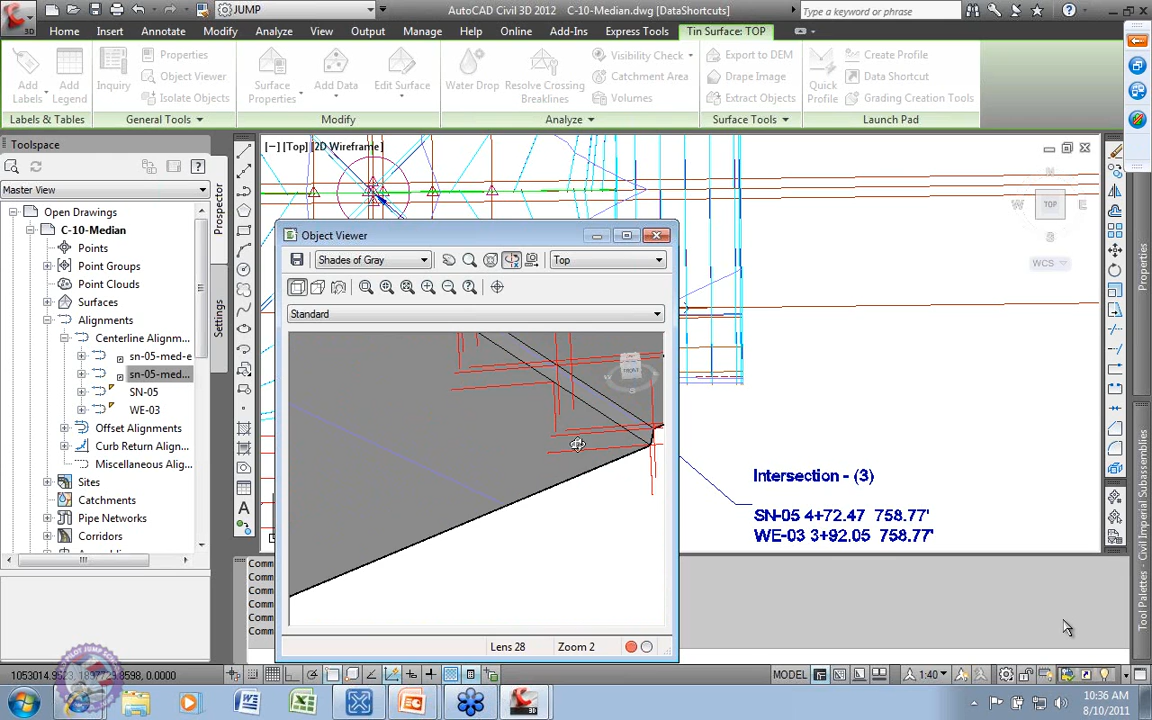 JUMP
AutoCAD Civil 3D 2012 C-10-Median.dwg [DataShortcuts]
Type a keyword or phrase
Home Insert Annotate Modify Analyze View Output Manage Help Online Add-Ins Express Tools Tin Surface: TOP
Add Labels
Add Legend
Inquiry
Properties
Object Viewer
Isolate Objects
Surface Properties
Add Data
Edit Surface
Water Drop
Resolve Crossing Breaklines
Visibility Check
Catchment Area
Volumes
Export to DEM
Drape Image
Extract Objects
Quick Profile
Create Profile
Data Shortcut
Grading Creation Tools
Labels & Tables General Tools Modify Analyze Surface Tools Launch Pad
Toolspace
Master View
Open Drawings
C-10-Median
Points
Point Groups
Point Clouds
Surfaces
Alignments
Centerline Alignm...
sn-05-med-e
sn-05-med...
SN-05
WE-03
Offset Alignments
Curb Return Align...
Miscellaneous Alig...
Sites
Catchments
Pipe Networks
Corridors
Prospector
Settings
[−] [Top] [2D Wireframe]
N
W TOP E
S
WCS
Object Viewer
Shades of Gray
Top
Standard
FRONT
Lens 28 Zoom 2
Intersection - (3)
SN-05 4+72.47 758.77'
WE-03 3+92.05 758.77'
Properties
Tool Palettes - Civil Imperial Subassemblies
Comm
Comm
Comm
Comm
Comm
Comm
MODEL
1:40
10:36 AM
8/10/2011